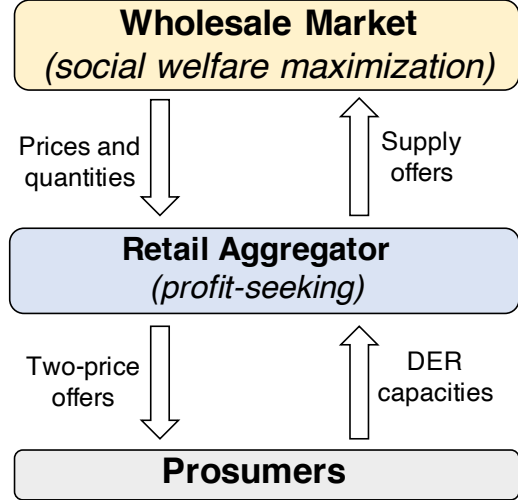 Wholesale Market
(social welfare maximization)
Prices and
quantities
Supply
offers
Retail Aggregator
(profit-seeking)
Two-price
offers
DER
capacities
Prosumers